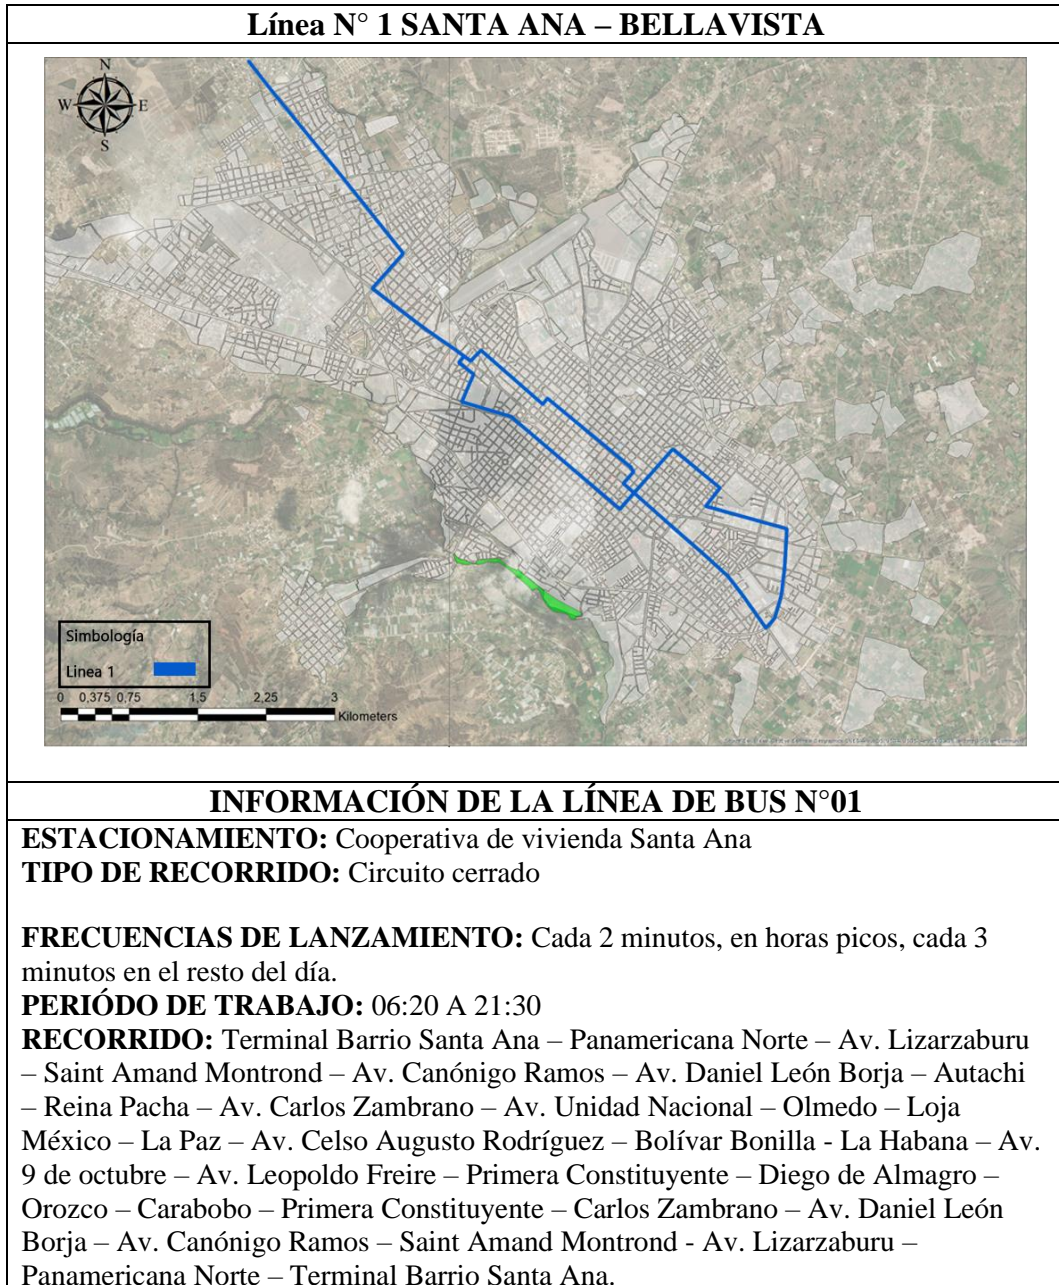 Línea N° 1 SANTA ANA – BELLAVISTA
N
W E
S
Simbología
Linea 1
0 0,375 0,75 1,5 2,25 3
Kilometers
INFORMACIÓN DE LA LÍNEA DE BUS N°01
ESTACIONAMIENTO: Cooperativa de vivienda Santa Ana
TIPO DE RECORRIDO: Circuito cerrado
FRECUENCIAS DE LANZAMIENTO: Cada 2 minutos, en horas picos, cada 3
minutos en el resto del día.
PERIÓDO DE TRABAJO: 06:20 A 21:30
RECORRIDO: Terminal Barrio Santa Ana – Panamericana Norte – Av. Lizarzaburu
– Saint Amand Montrond – Av. Canónigo Ramos – Av. Daniel León Borja – Autachi
– Reina Pacha – Av. Carlos Zambrano – Av. Unidad Nacional – Olmedo – Loja
México – La Paz – Av. Celso Augusto Rodríguez – Bolívar Bonilla - La Habana – Av.
9 de octubre – Av. Leopoldo Freire – Primera Constituyente – Diego de Almagro –
Orozco – Carabobo – Primera Constituyente – Carlos Zambrano – Av. Daniel León
Borja – Av. Canónigo Ramos – Saint Amand Montrond - Av. Lizarzaburu –
Panamericana Norte – Terminal Barrio Santa Ana.